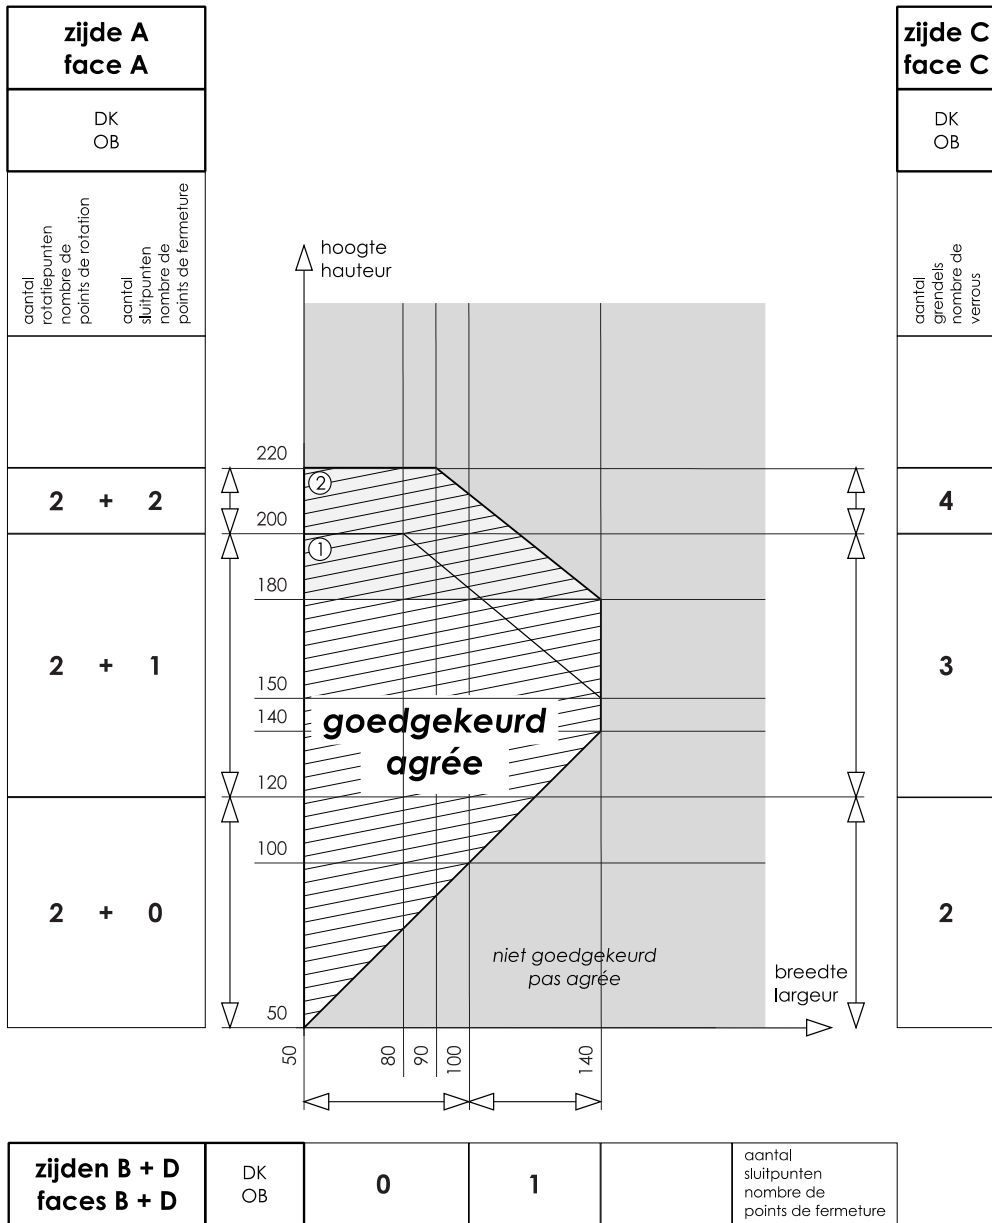 zijde A
face A
DK
OB
aantal
rotatiepunten
nombre de
points de rotation
aantal
sluitpunten
nombre de
points de fermeture
zijde C
face C
DK
OB
aantal
grendels
nombre de
verrous
hoogte
hauteur
220
2
2 + 2
4
200
1
180
2 + 1
3
150
140
goedgekeurd
agrée
120
100
2 + 0
2
niet goedgekeurd
pas agrée
breedte
largeur
50
50
80
90
100
140
zijden B + D
faces B + D
DK
OB
0
1
aantal
sluitpunten
nombre de
points de fermeture